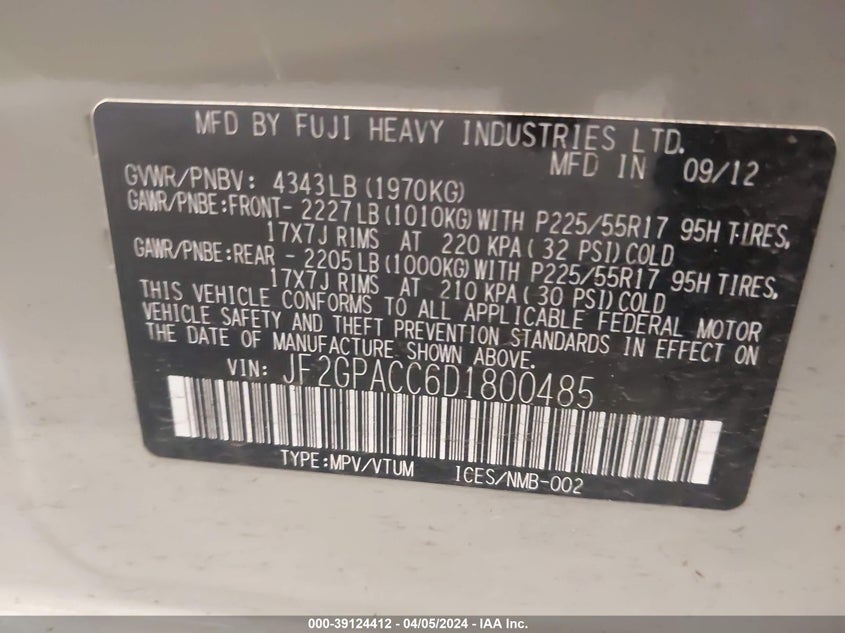 MFD BY FUJI HEAVY INDUSTRIES LTD.
MFD IN 09/12
GVWR/PNBV: 4343LB (1970KG)
GAWR/PNBE:FRONT- 2227LB (1010KG) WITH P225/55R17 95H TIRES,
17X7J RIMS AT 220 KPA (32 PSI) COLD
GAWR/PNBE:REAR - 2205LB (1000KG) WITH P225/55R17 95H TIRES,
17X7J RIMS AT 210 KPA (30 PSI) COLD
THIS VEHICLE CONFORMS TO ALL APPLICABLE FEDERAL MOTOR
VEHICLE SAFETY AND THEFT PREVENTION STANDARDS IN EFFECT ON
THE DATE OF MANUFACTURE SHOWN ABOVE.
VIN: JF2GPACC6D1800485
TYPE:MPV/VTUM ICES/NMB-002
000-39124412 - 04/05/2024 - IAA Inc.